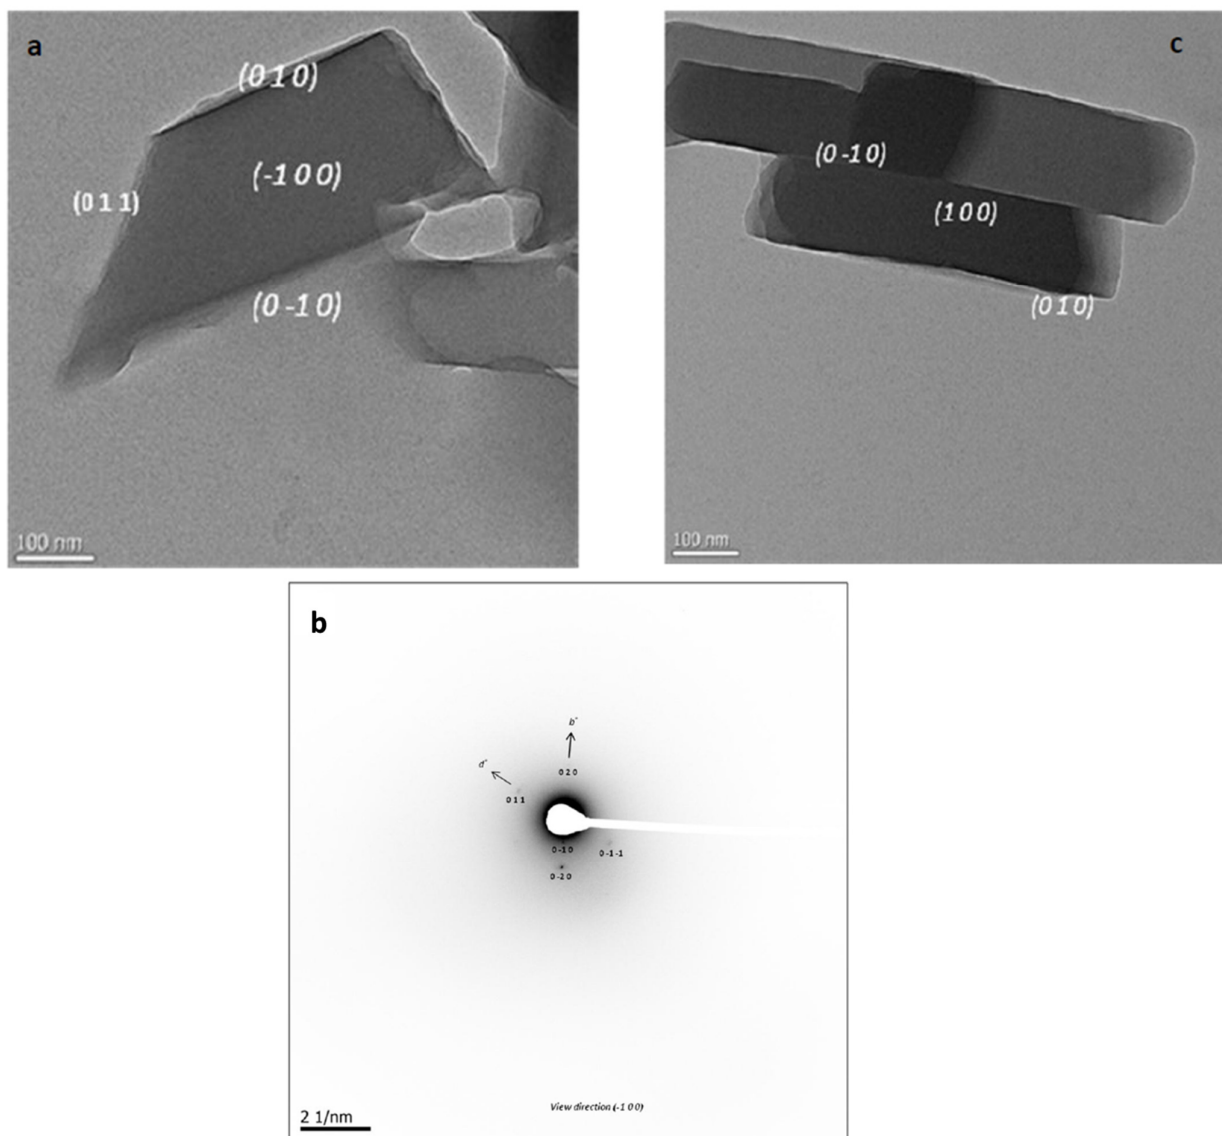 a
(0 1 0)
(-1 0 0)
(0 1 1)
(0 -1 0)
100 nm
c
(0 -1 0)
(1 0 0)
(0 1 0)
100 nm
b
b*
d*
0 2 0
0 1 1
0 -1 0
0 -1 -1
0 -2 0
View direction (-1 0 0)
2 1/nm